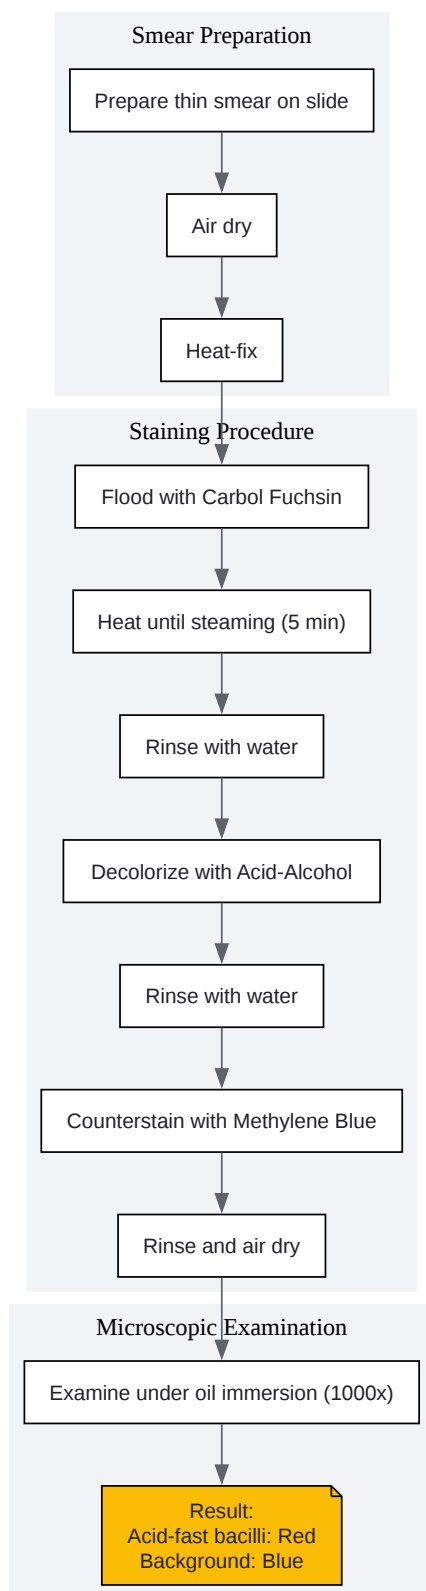 Smear Preparation
Prepare thin smear on slide
Air dry
Heat-fix
Staining Procedure
Flood with Carbol Fuchsin
Heat until steaming (5 min)
Rinse with water
Decolorize with Acid-Alcohol
Rinse with water
Counterstain with Methylene Blue
Rinse and air dry
Microscopic Examination
Examine under oil immersion (1000x)
Result:
Acid-fast bacilli: Red
Background: Blue